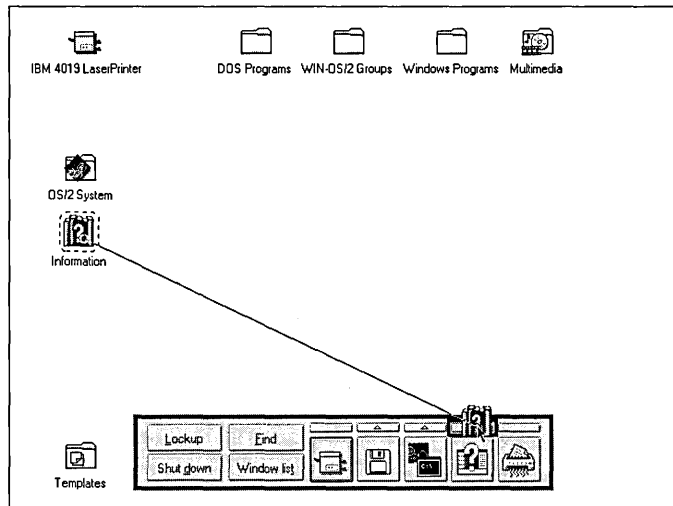 IBM 4019 LaserPrinter
DOS Programs
WIN-OS/2 Groups
Windows Programs
Multimedia
OS/2 System
Information
Templates
Lockup
Find
Shut down
Window list